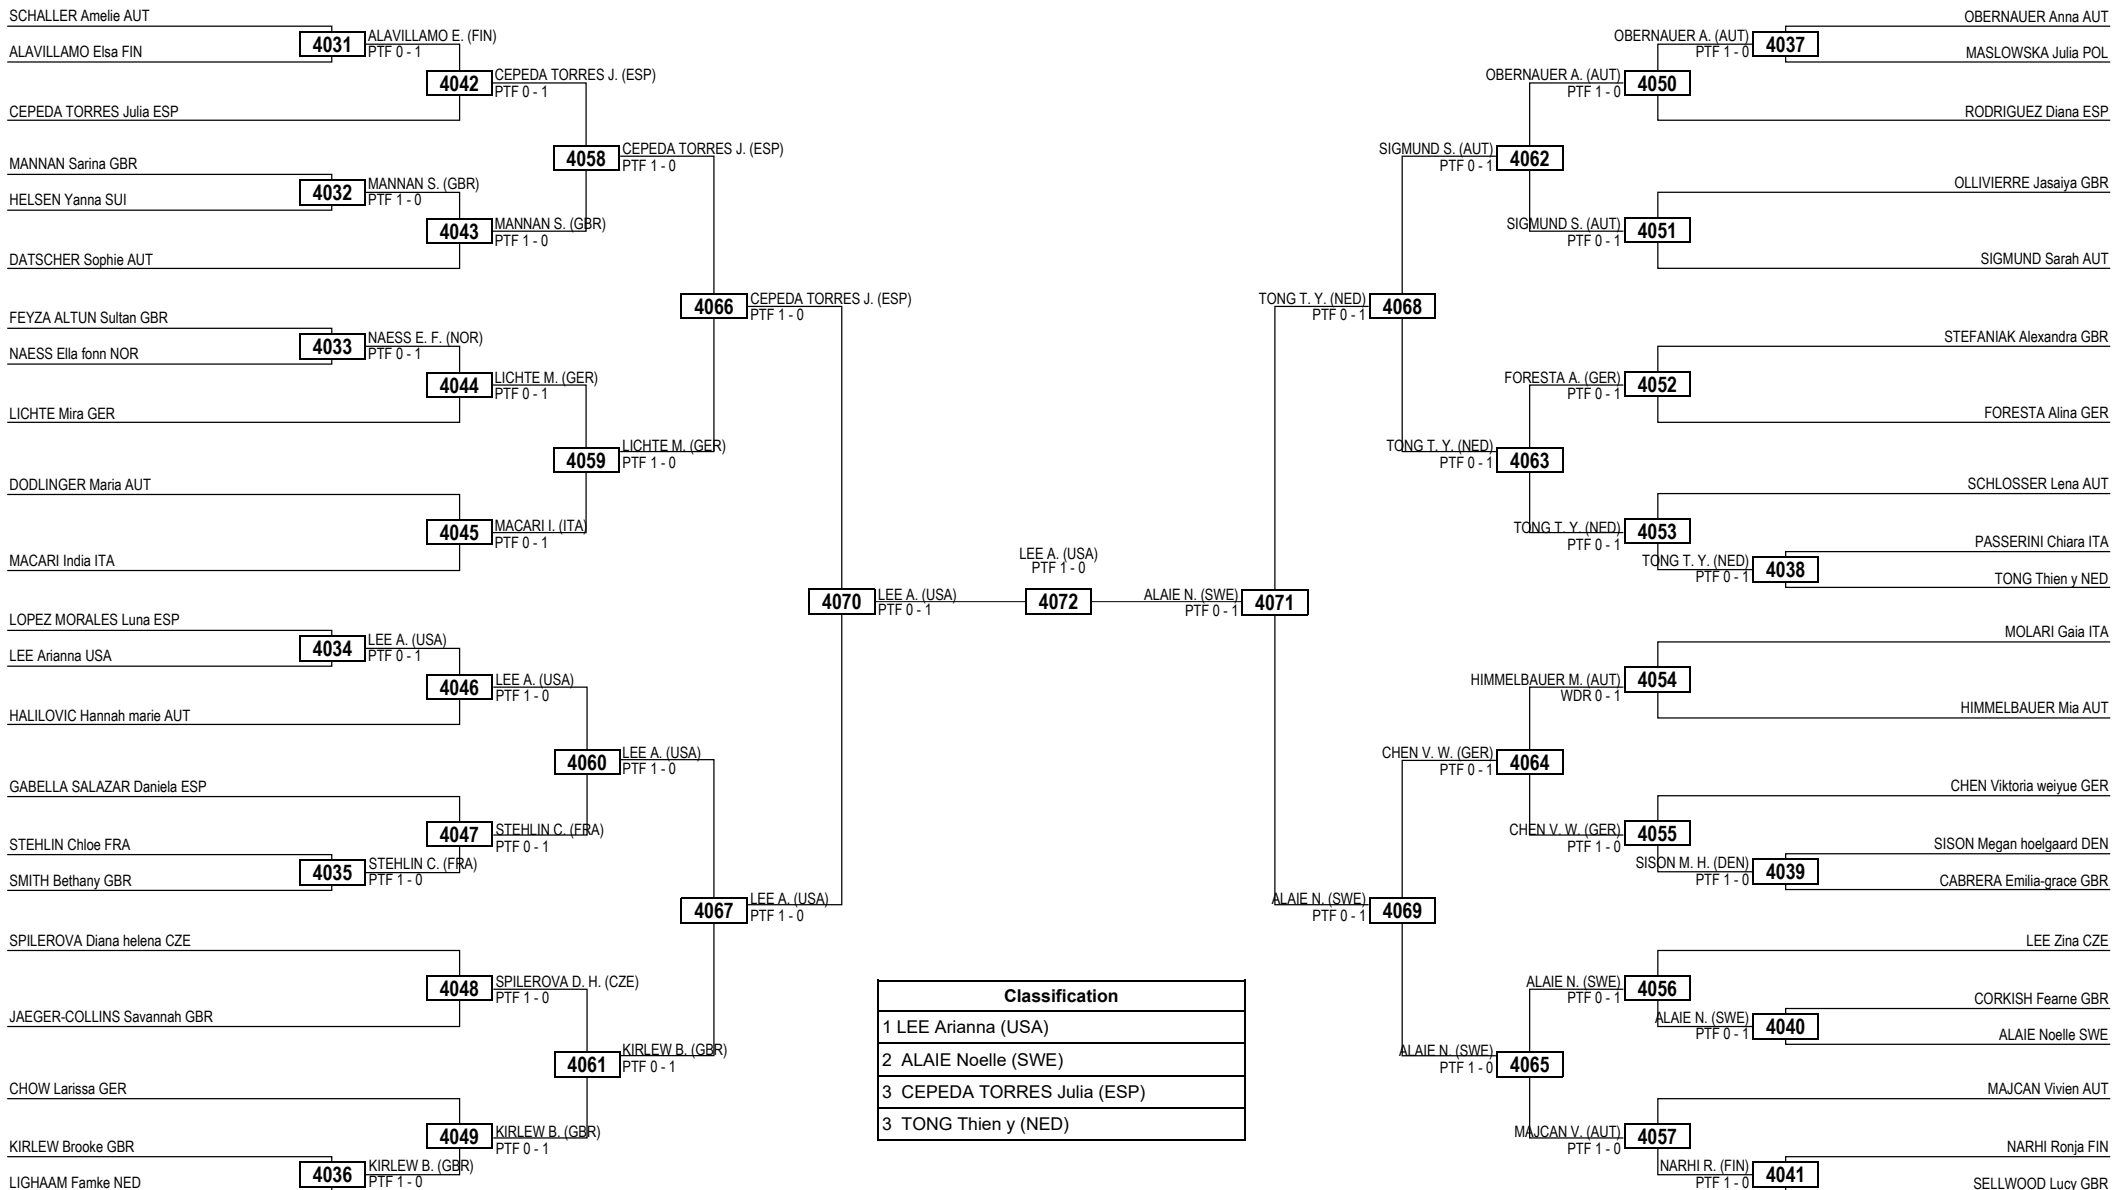 SCHALLER Amelie AUT
ALAVILLAMO Elsa FIN
4031
ALAVILLAMO E. (FIN)
PTF 0 - 1
4042
CEPEDA TORRES J. (ESP)
PTF 0 - 1
CEPEDA TORRES Julia ESP
4058
CEPEDA TORRES J. (ESP)
PTF 1 - 0
MANNAN Sarina GBR
HELSEN Yanna SUI
4032
MANNAN S. (GBR)
PTF 1 - 0
4043
MANNAN S. (GBR)
PTF 1 - 0
DATSCHER Sophie AUT
4066
CEPEDA TORRES J. (ESP)
PTF 1 - 0
FEYZA ALTUN Sultan GBR
NAESS Ella fonn NOR
4033
NAESS E. F. (NOR)
PTF 0 - 1
4044
LICHTE M. (GER)
PTF 0 - 1
LICHTE Mira GER
4059
LICHTE M. (GER)
PTF 1 - 0
DODLINGER Maria AUT
4045
MACARI I. (ITA)
PTF 0 - 1
MACARI India ITA
4070
LEE A. (USA)
PTF 0 - 1
LOPEZ MORALES Luna ESP
LEE Arianna USA
4034
LEE A. (USA)
PTF 0 - 1
4046
LEE A. (USA)
PTF 1 - 0
HALILOVIC Hannah marie AUT
4060
LEE A. (USA)
PTF 1 - 0
GABELLA SALAZAR Daniela ESP
4047
STEHLIN C. (FRA)
PTF 0 - 1
STEHLIN Chloe FRA
SMITH Bethany GBR
4035
STEHLIN C. (FRA)
PTF 1 - 0
4067
LEE A. (USA)
PTF 1 - 0
SPILEROVA Diana helena CZE
4048
SPILEROVA D. H. (CZE)
PTF 1 - 0
JAEGER-COLLINS Savannah GBR
4061
KIRLEW B. (GBR)
PTF 0 - 1
CHOW Larissa GER
4049
KIRLEW B. (GBR)
PTF 0 - 1
KIRLEW Brooke GBR
LIGHAAM Famke NED
4036
KIRLEW B. (GBR)
PTF 1 - 0
LEE A. (USA)
PTF 1 - 0
4072
Classification
1 LEE Arianna (USA)
2 ALAIE Noelle (SWE)
3 CEPEDA TORRES Julia (ESP)
3 TONG Thien y (NED)
OBERNAUER Anna AUT
OBERNAUER A. (AUT)
PTF 1 - 0
4037
MASLOWSKA Julia POL
OBERNAUER A. (AUT)
PTF 1 - 0
4050
RODRIGUEZ Diana ESP
SIGMUND S. (AUT)
PTF 0 - 1
4062
OLLIVIERRE Jasaiya GBR
SIGMUND S. (AUT)
PTF 0 - 1
4051
SIGMUND Sarah AUT
TONG T. Y. (NED)
PTF 0 - 1
4068
STEFANIAK Alexandra GBR
FORESTA A. (GER)
PTF 0 - 1
4052
FORESTA Alina GER
TONG T. Y. (NED)
PTF 0 - 1
4063
SCHLOSSER Lena AUT
TONG T. Y. (NED)
PTF 0 - 1
4053
PASSERINI Chiara ITA
TONG T. Y. (NED)
PTF 0 - 1
4038
TONG Thien y NED
ALAIE N. (SWE)
PTF 0 - 1
4071
MOLARI Gaia ITA
HIMMELBAUER M. (AUT)
WDR 0 - 1
4054
HIMMELBAUER Mia AUT
CHEN V. W. (GER)
PTF 0 - 1
4064
CHEN Viktoria weiyue GER
CHEN V. W. (GER)
PTF 1 - 0
4055
SISON Megan hoelgaard DEN
SISON M. H. (DEN)
PTF 1 - 0
4039
CABRERA Emilia-grace GBR
ALAIE N. (SWE)
PTF 0 - 1
4069
LEE Zina CZE
ALAIE N. (SWE)
PTF 0 - 1
4056
CORKISH Fearne GBR
ALAIE N. (SWE)
PTF 0 - 1
4040
ALAIE Noelle SWE
ALAIE N. (SWE)
PTF 1 - 0
4065
MAJCAN Vivien AUT
MAJCAN V. (AUT)
PTF 1 - 0
4057
NARHI Ronja FIN
NARHI R. (FIN)
PTF 1 - 0
4041
SELLWOOD Lucy GBR